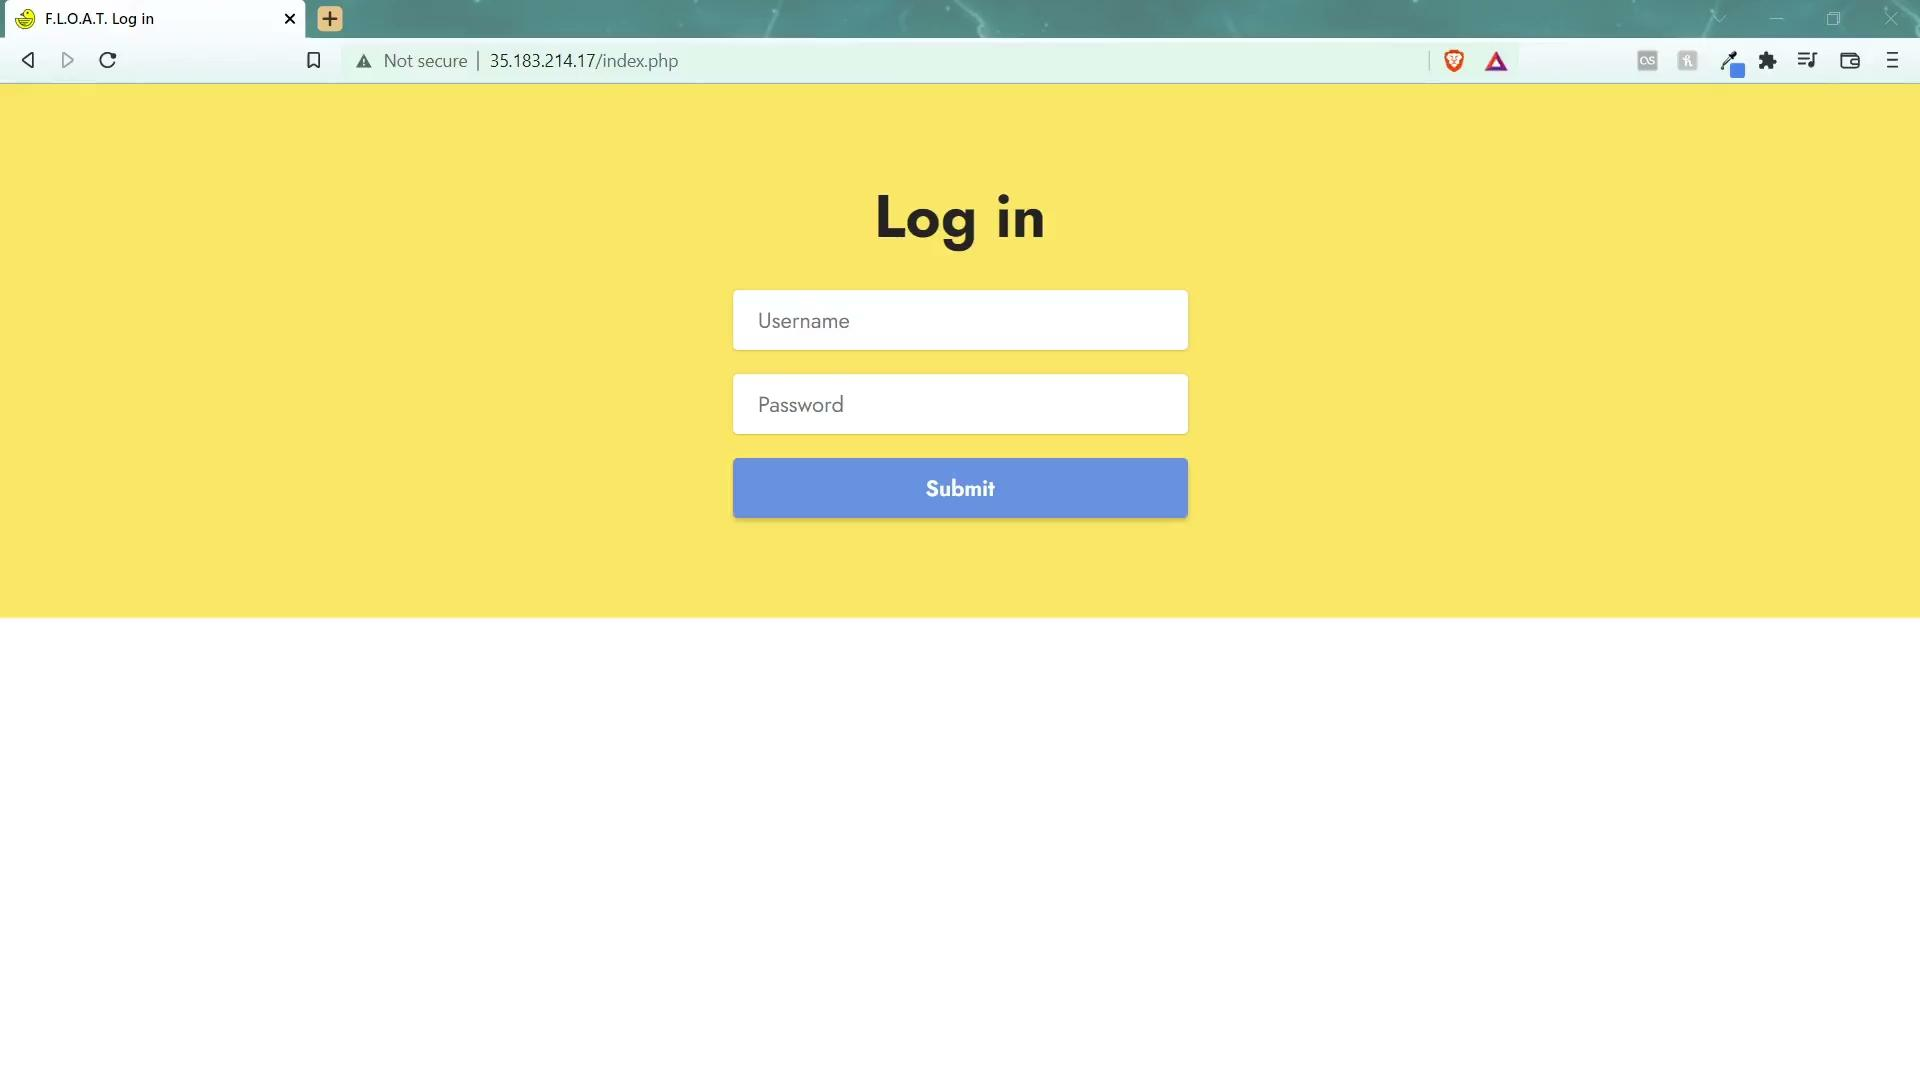 F.L.O.A.T. Log in
Not secure | 35.183.214.17/index.php
Log in
Username
Password
Submit